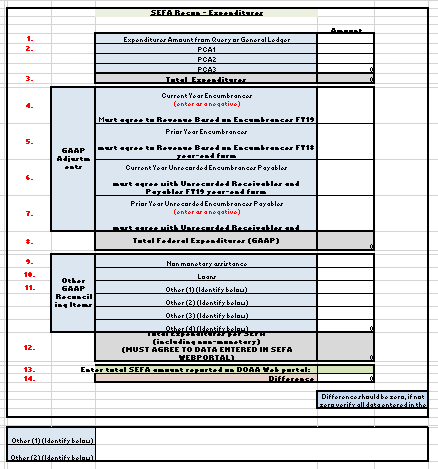 SEFA Recon - Expenditures
Amount
1. Expenditures Amount from Query or General Ledger
2. PCA1
PCA2
PCA3 0
3. Total Expenditures 0
GAAP Adjustm ents
4. Current Year Encumbrances
(enter as a negative)
Must agree to Revenue Based on Encumbrances FY19
5. Prior Year Encumbrances
must agree to Revenue Based on Encumbrances FY18
year-end form
6. Current Year Unrecorded Encumbrances Payables
must agree with Unrecorded Receivables and
Payables FY19 year-end form
7. Prior Year Unrecorded Encumbrances Payables
(enter as a negative)
must agree with Unrecorded Receivables and
8. Total Federal Expenditures (GAAP) 0
Other GAAP Reconcil ing Items
9. Non monetary assistance
10. Loans
11. Other (1) (Identify below)
Other (2) (Identify below)
Other (3) (Identify below)
Other (4) (Identify below) 0
12. Total Expenditures per SEFA
(including non-monetary)
(MUST AGREE TO DATA ENTERED IN SEFA
WEBPORTAL) 0
13. Enter total SEFA amount reported on DOAA Web portal:
14. Difference 0
Difference should be zero, if not
zero verify all data entered in the
Other (1) (Identify below)
Other (2) (Identify below)